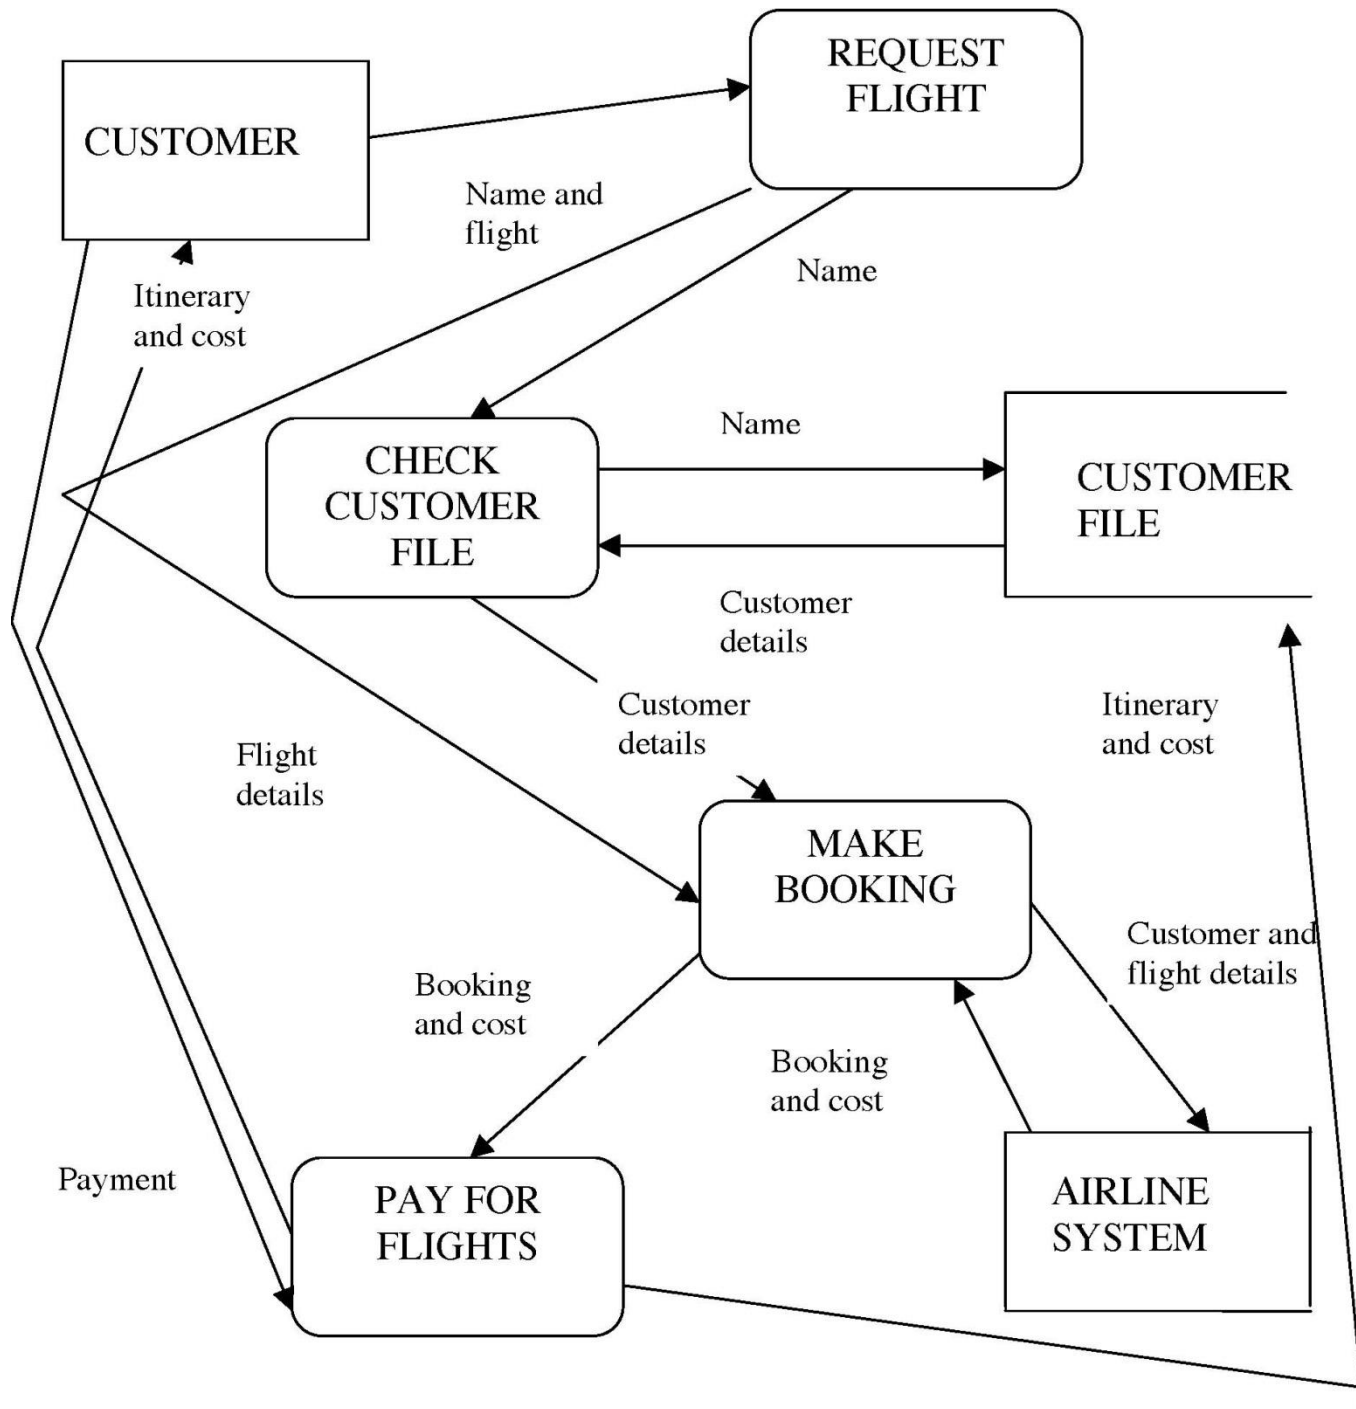 REQUEST
FLIGHT
CUSTOMER
Name and
flight
Name
Itinerary
and cost
Name
CHECK
CUSTOMER
FILE
CUSTOMER
FILE
Customer
details
Customer
details
Itinerary
and cost
Flight
details
MAKE
BOOKING
Customer and
flight details
Booking
and cost
Booking
and cost
Payment
PAY FOR
FLIGHTS
AIRLINE
SYSTEM